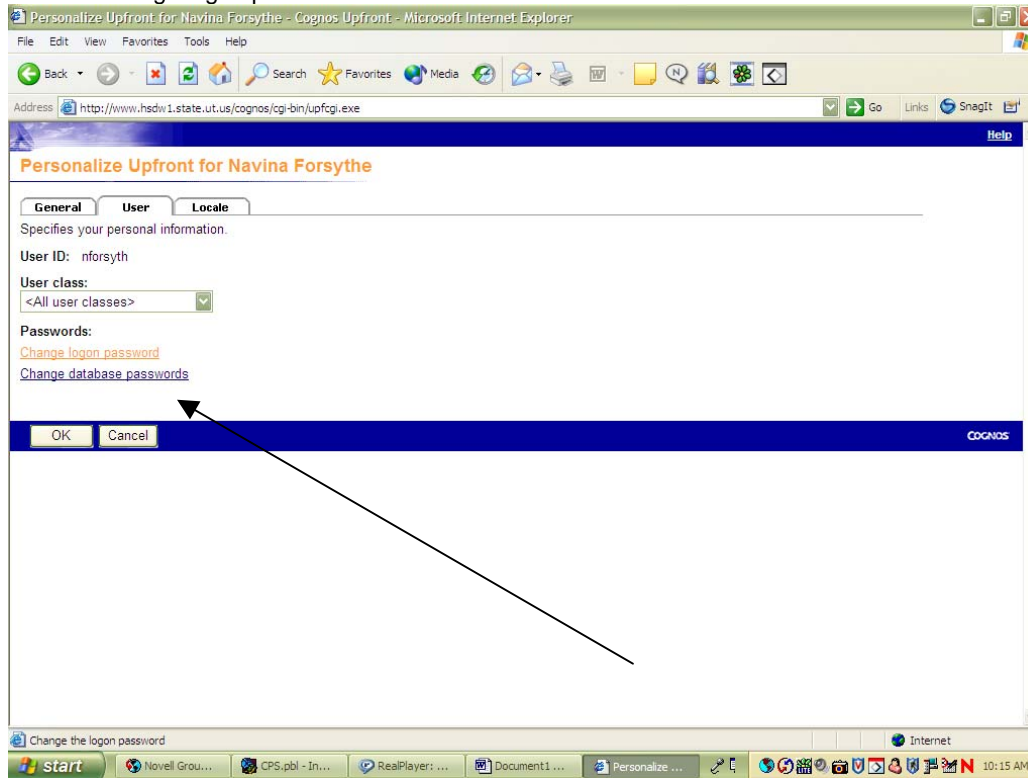 Personalize Upfront for Navina Forsythe - Cognos Upfront - Microsoft Internet Explorer
File Edit View Favorites Tools Help
Back Search Favorites Media
Address http://www.hsdw1.state.ut.us/cognos/cgi-bin/upfcgi.exe Go Links SnagIt
Help
Personalize Upfront for Navina Forsythe
General User Locale
Specifies your personal information.
User ID: nforsyth
User class:
<All user classes>
Passwords:
Change logon password
Change database passwords
OK Cancel COGNOS
Change the logon password Internet
start Novell Grou... CPS.pbl - In... RealPlayer: ... Document1 ... Personalize ... 10:15 AM